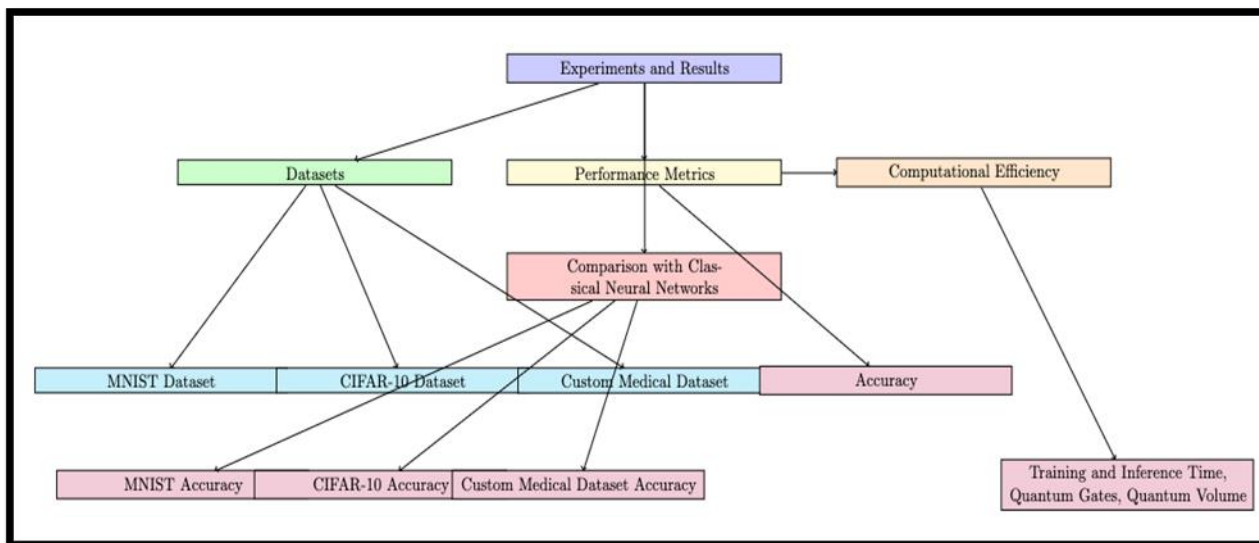 Experiments and Results
Datasets
Performance Metrics
Computational Efficiency
Comparison with Clas-
sical Neural Networks
MNIST Dataset
CIFAR-10 Dataset
Custom Medical Dataset
Accuracy
MNIST Accuracy
CIFAR-10 Accuracy
Custom Medical Dataset Accuracy
Training and Inference Time,
Quantum Gates, Quantum Volume